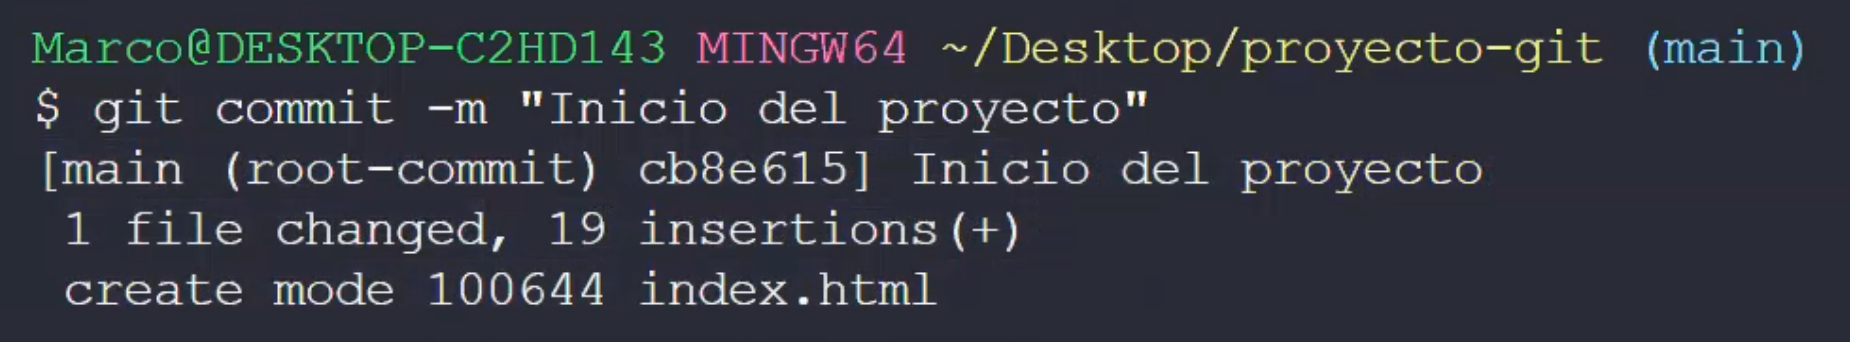 Marco@DESKTOP-C2HD143 MINGW64 ~/Desktop/proyecto-git (main)
$ git commit -m "Inicio del proyecto"
[main (root-commit) cb8e615] Inicio del proyecto
 1 file changed, 19 insertions(+)
 create mode 100644 index.html